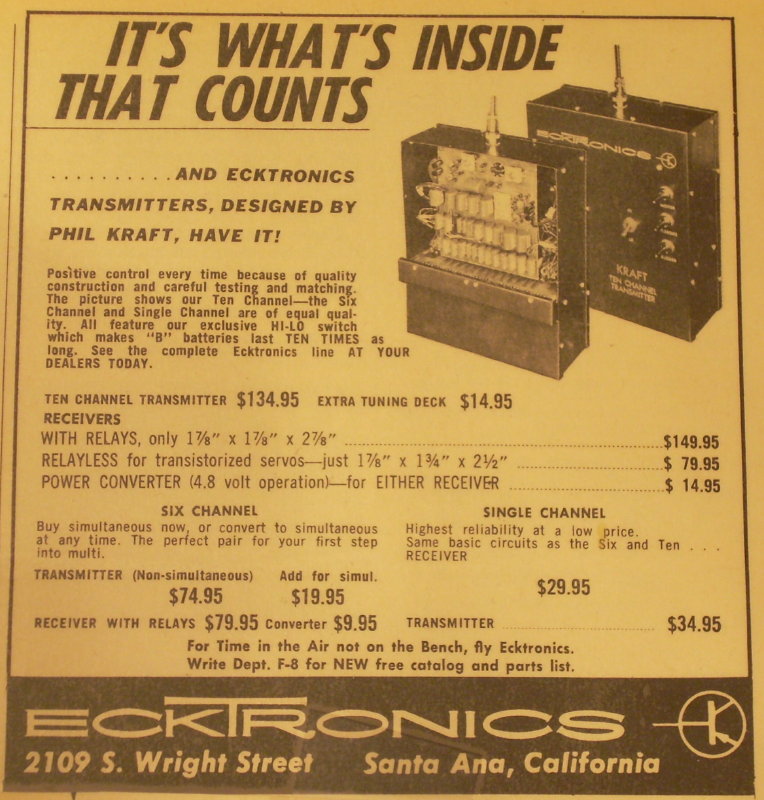 IT'S WHAT'S INSIDE
THAT COUNTS
..........AND ECKTRONICS
TRANSMITTERS, DESIGNED BY
PHIL KRAFT, HAVE IT!
Positive control every time because of quality
construction and careful testing and matching.
The picture shows our Ten Channel—the Six
Channel and Single Channel are of equal qual-
ity. All feature our exclusive HI-LO switch
which makes "B" batteries last TEN TIMES as
long. See the complete Ecktronics line AT YOUR
DEALERS TODAY.
ECKTRONICS
KRAFT
TEN CHANNEL
TRANSMITTER
TEN CHANNEL TRANSMITTER $134.95 EXTRA TUNING DECK $14.95
RECEIVERS
WITH RELAYS, only 1⅞" x 1⅞" x 2⅞" ........ $149.95
RELAYLESS for transistorized servos—just 1⅞" x 1¾" x 2½" ........ $ 79.95
POWER CONVERTER (4.8 volt operation)—for EITHER RECEIVER ........ $ 14.95
SIX CHANNEL
Buy simultaneous now, or convert to simultaneous
at any time. The perfect pair for your first step
into multi.
TRANSMITTER (Non-simultaneous) Add for simul.
$74.95 $19.95
RECEIVER WITH RELAYS $79.95 Converter $9.95
SINGLE CHANNEL
Highest reliability at a low price.
Same basic circuits as the Six and Ten . . .
RECEIVER
$29.95
TRANSMITTER ........ $34.95
For Time in the Air not on the Bench, fly Ecktronics.
Write Dept. F-8 for NEW free catalog and parts list.
ECKTRONICS
2109 S. Wright Street Santa Ana, California